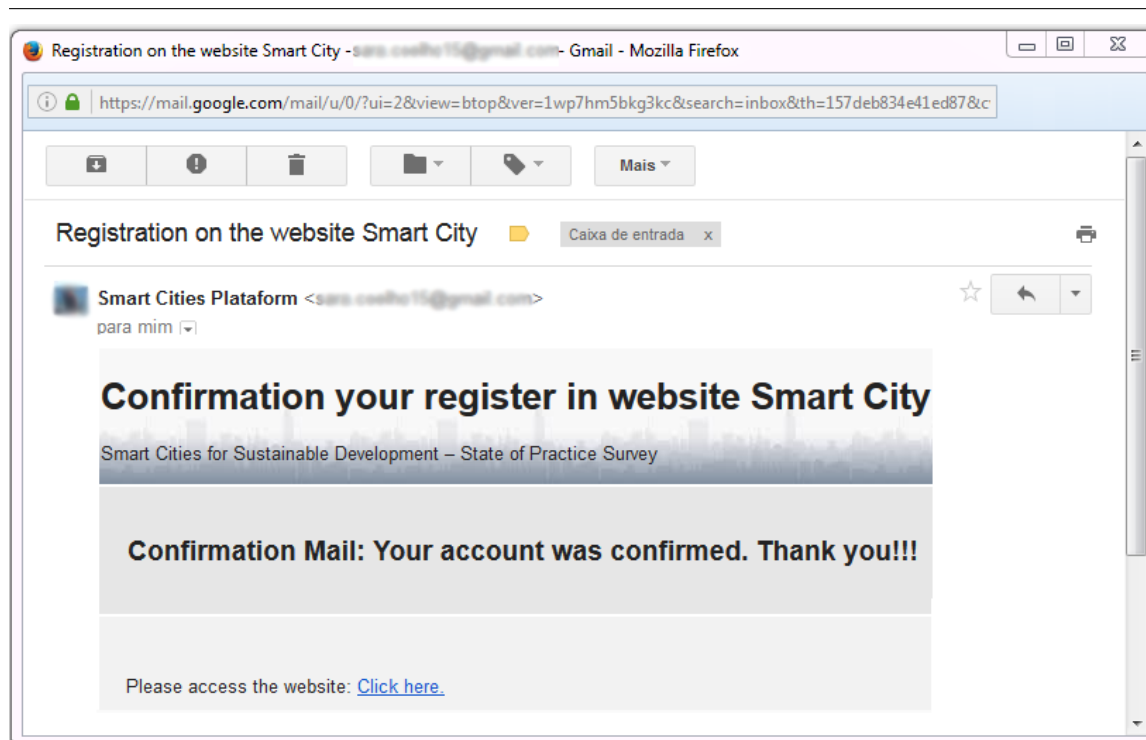 Registration on the website Smart City - - Gmail - Mozilla Firefox
https://mail.google.com/mail/u/0/?ui=2&view=btop&ver=1wp7hm5bkg3kc&search=inbox&th=157deb834e41ed87&c
Mais
Registration on the website Smart City Caixa de entrada x
Smart Cities Plataform < >
para mim
Confirmation your register in website Smart City
Smart Cities for Sustainable Development – State of Practice Survey
Confirmation Mail: Your account was confirmed. Thank you!!!
Please access the website: Click here.